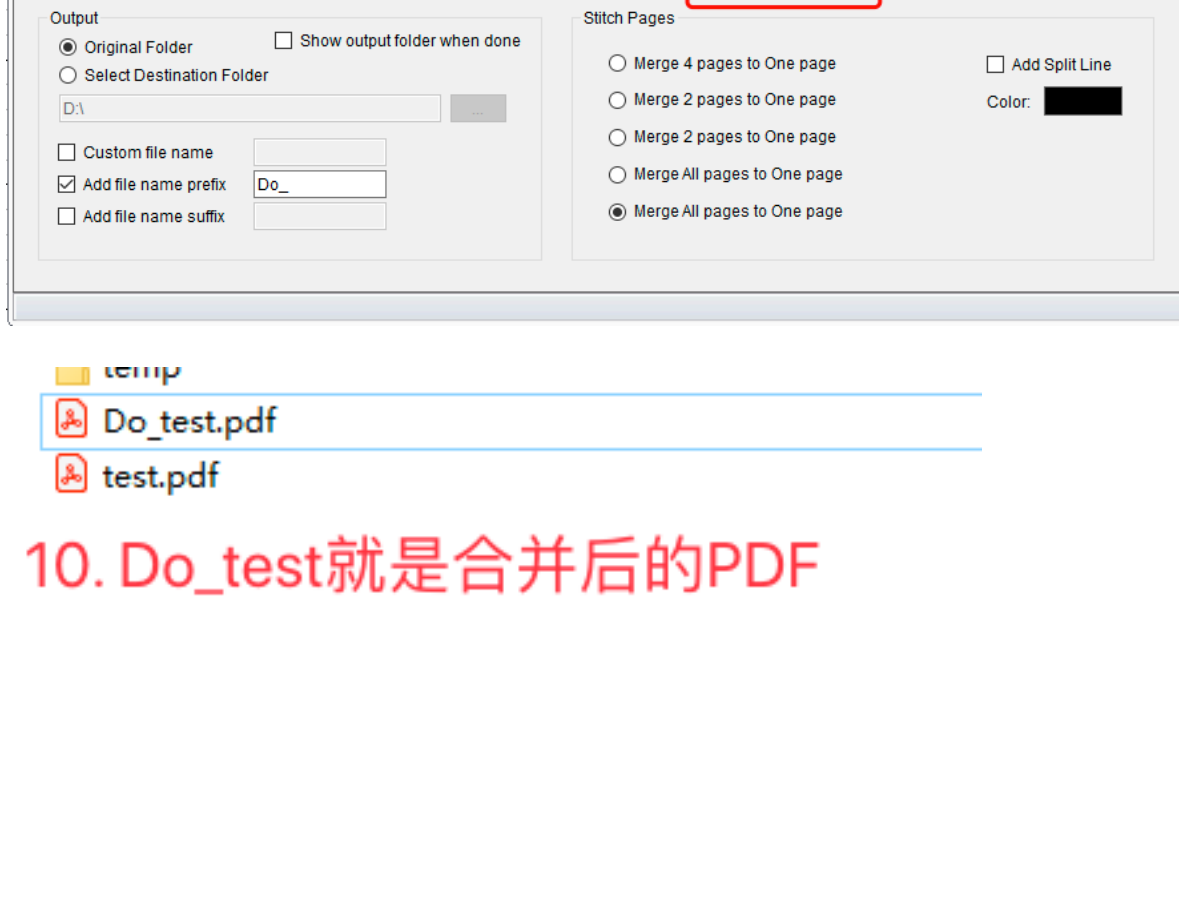 Output
Original Folder
Show output folder when done
Select Destination Folder
D:\
...
Custom file name
Add file name prefix
Do_
Add file name suffix
Stitch Pages
Merge 4 pages to One page
Add Split Line
Merge 2 pages to One page
Color:
Merge 2 pages to One page
Merge All pages to One page
Merge All pages to One page
temp
Do_test.pdf
test.pdf
10. Do_test就是合并后的PDF